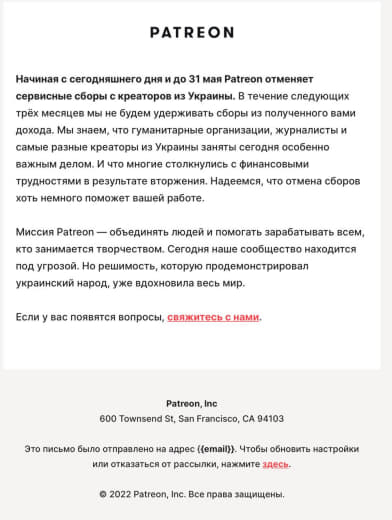 PATREON
Начиная с сегодняшнего дня и до 31 мая Patreon отменяет
сервисные сборы с креаторов из Украины. В течение следующих
трёх месяцев мы не будем удерживать сборы из полученного вами
дохода. Мы знаем, что гуманитарные организации, журналисты и
самые разные креаторы из Украины заняты сегодня особенно
важным делом. И что многие столкнулись с финансовыми
трудностями в результате вторжения. Надеемся, что отмена сборов
хоть немного поможет вашей работе.
Миссия Patreon — объединять людей и помогать зарабатывать всем,
кто занимается творчеством. Сегодня наше сообщество находится
под угрозой. Но решимость, которую продемонстрировал
украинский народ, уже вдохновила весь мир.
Если у вас появятся вопросы, свяжитесь с нами.
Patreon, Inc
600 Townsend St, San Francisco, CA 94103
Это письмо было отправлено на адрес {{email}}. Чтобы обновить настройки
или отказаться от рассылки, нажмите здесь.
© 2022 Patreon, Inc. Все права защищены.